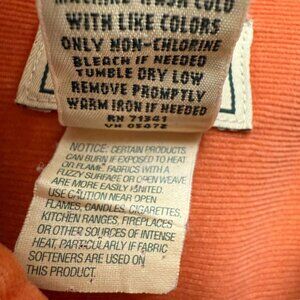 WASH COLD
WITH LIKE COLORS
ONLY NON-CHLORINE
BLEACH IF NEEDED
TUMBLE DRY LOW
REMOVE PROMPTLY
WARM IRON IF NEEDED
RN 71341
VN 05472
NOTICE: CERTAIN PRODUCTS
CAN BURN IF EXPOSED TO HEAT
OR FLAME. FABRICS WITH A
FUZZY SURFACE OR OPEN WEAVE
ARE MORE EASILY IGNITED.
USE CAUTION NEAR OPEN
FLAMES, CANDLES, CIGARETTES,
KITCHEN RANGES, FIREPLACES
OR OTHER SOURCES OF INTENSE
HEAT, PARTICULARLY IF FABRIC
SOFTENERS ARE USED ON
THIS PRODUCT.